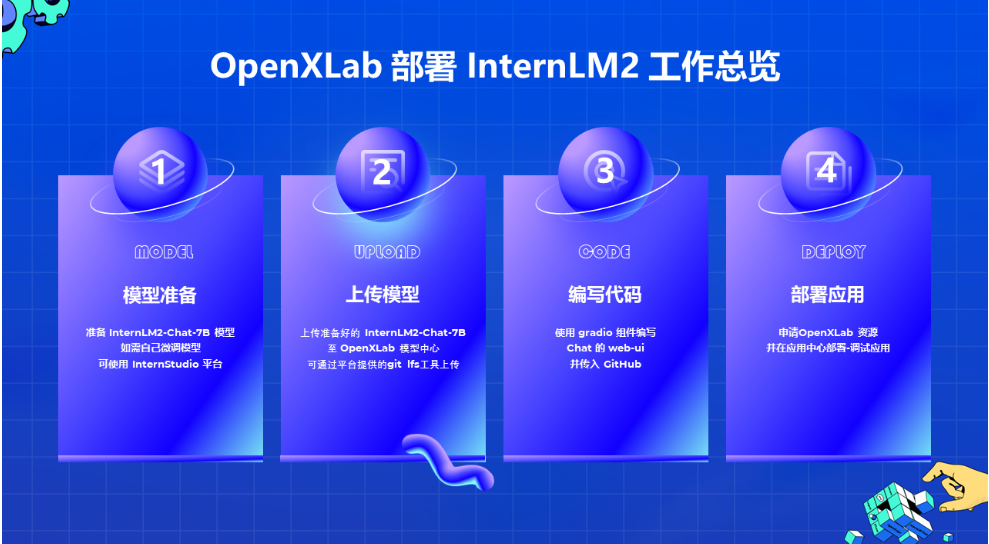 OpenXLab 部署 InternLM2 工作总览
1
MODEL
模型准备
准备 InternLM2-Chat-7B 模型
如需自己微调模型
可使用 InternStudio 平台
2
UPLOAD
上传模型
上传准备好的 InternLM2-Chat-7B
至 OpenXLab 模型中心
可通过平台提供的git lfs工具上传
3
CODE
编写代码
使用 gradio 组件编写
Chat 的 web-ui
并传入 GitHub
4
DEPLOY
部署应用
申请OpenXLab 资源
并在应用中心部署-调试应用